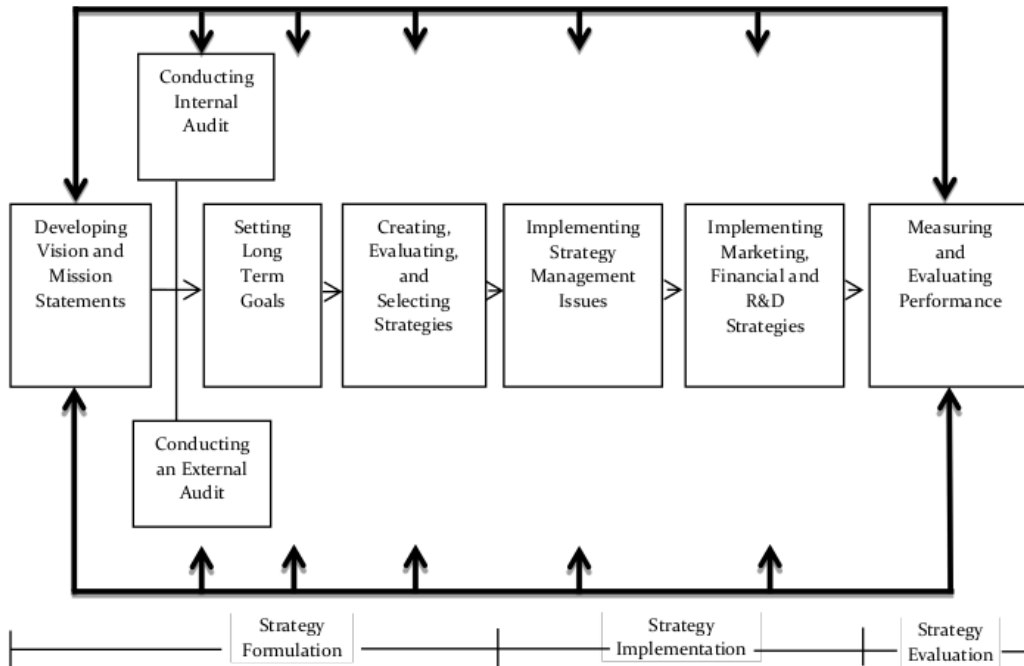 Conducting
Internal
Audit
Developing
Vision and
Mission
Statements
Setting
Long
Term
Goals
Creating,
Evaluating,
and
Selecting
Strategies
Implementing
Strategy
Management
Issues
Implementing
Marketing,
Financial and
R&D
Strategies
Measuring
and
Evaluating
Performance
Conducting
an External
Audit
Strategy
Formulation
Strategy
Implementation
Strategy
Evaluation